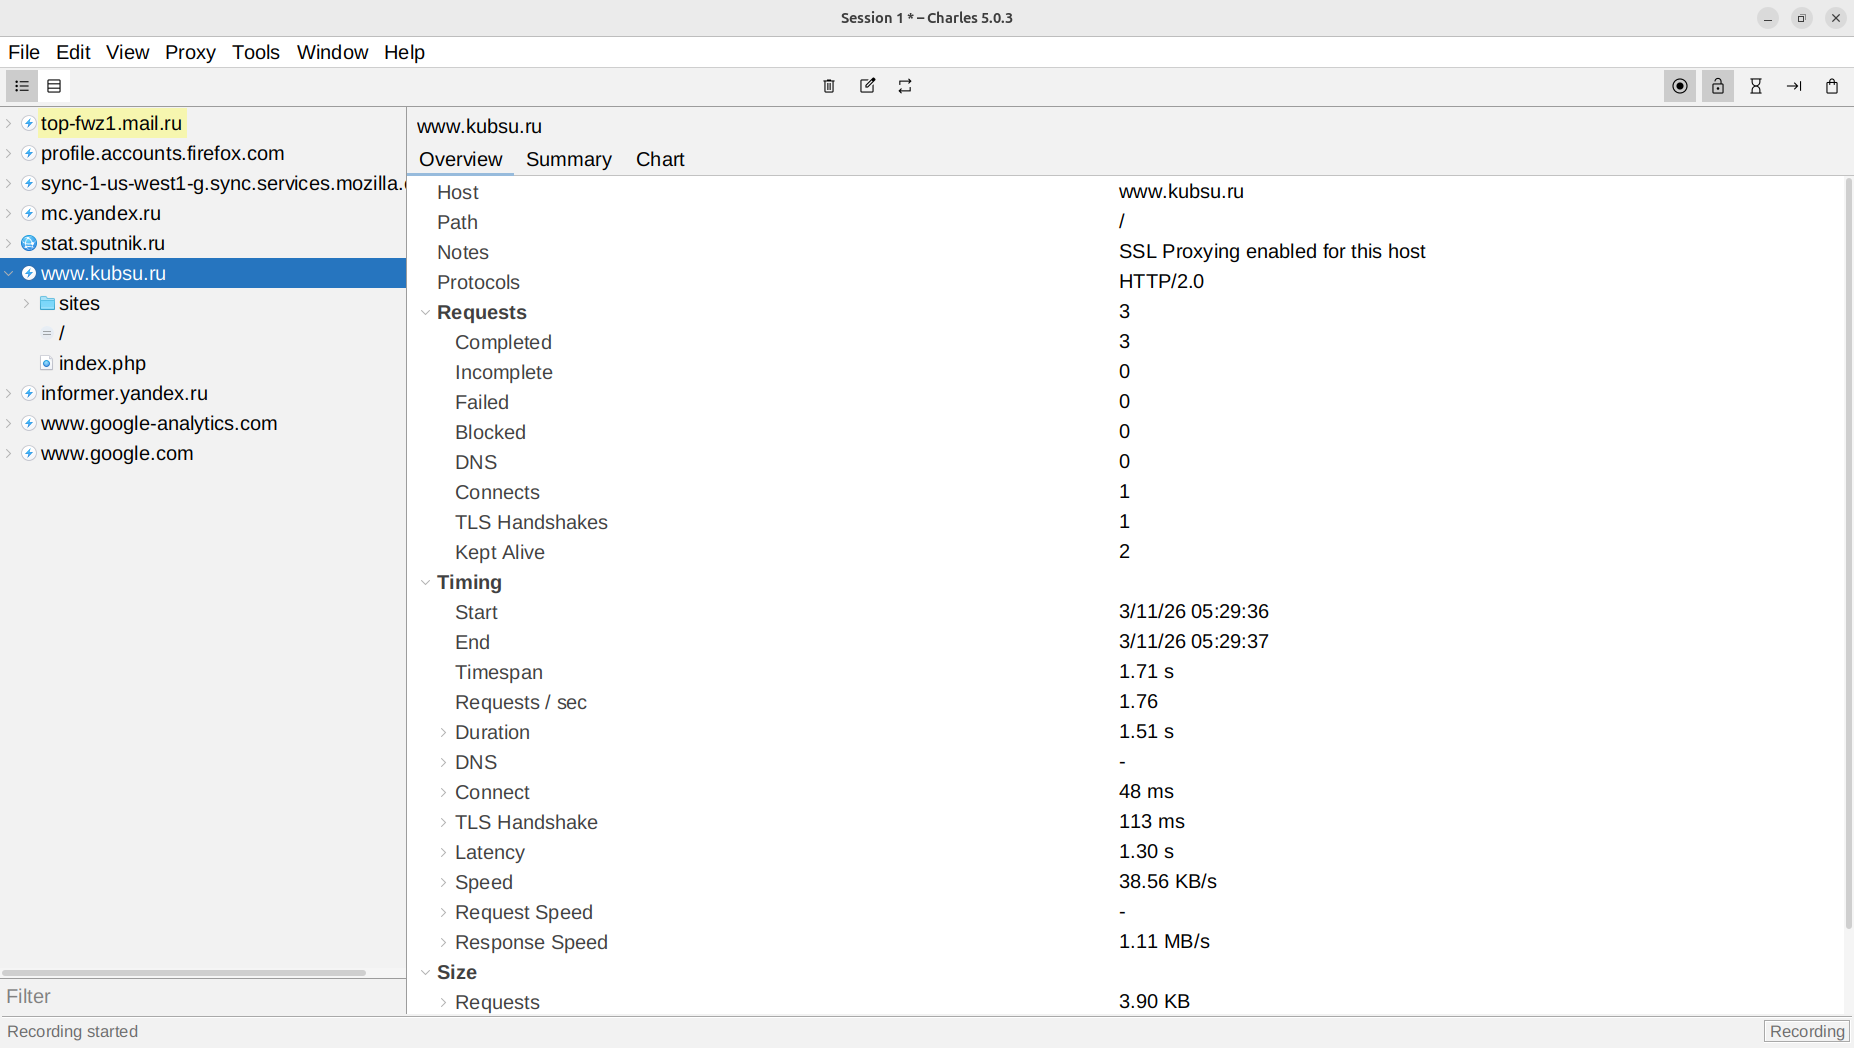 Session 1 * – Charles 5.0.3
File Edit View Proxy Tools Window Help
top-fwz1.mail.ru
profile.accounts.firefox.com
sync-1-us-west1-g.sync.services.mozilla.
mc.yandex.ru
stat.sputnik.ru
www.kubsu.ru
sites
/
index.php
informer.yandex.ru
www.google-analytics.com
www.google.com
Filter
www.kubsu.ru
Overview Summary Chart
Host www.kubsu.ru
Path /
Notes SSL Proxying enabled for this host
Protocols HTTP/2.0
Requests 3
Completed 3
Incomplete 0
Failed 0
Blocked 0
DNS 0
Connects 1
TLS Handshakes 1
Kept Alive 2
Timing
Start 3/11/26 05:29:36
End 3/11/26 05:29:37
Timespan 1.71 s
Requests / sec 1.76
Duration 1.51 s
DNS -
Connect 48 ms
TLS Handshake 113 ms
Latency 1.30 s
Speed 38.56 KB/s
Request Speed -
Response Speed 1.11 MB/s
Size
Requests 3.90 KB
Recording started
Recording